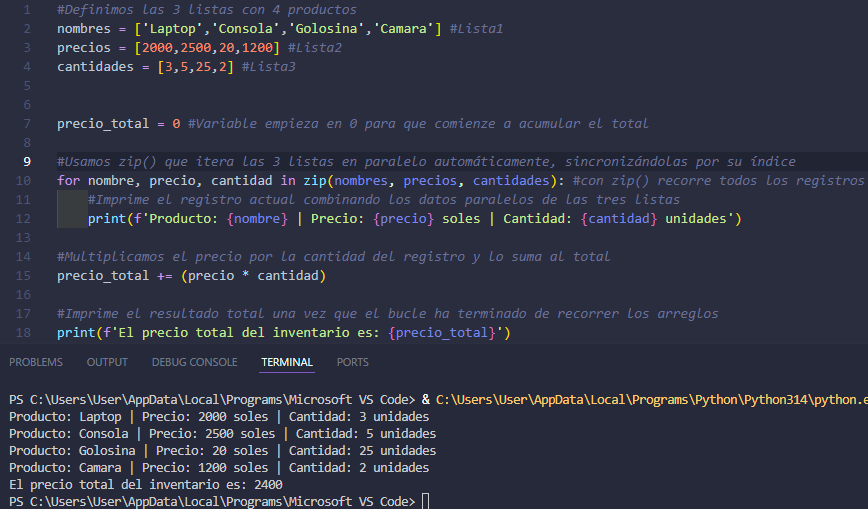 1 #Definimos las 3 listas con 4 productos
2 nombres = ['Laptop','Consola','Golosina','Camara'] #Lista1
3 precios = [2000,2500,20,1200] #Lista2
4 cantidades = [3,5,25,2] #Lista3
5
6
7 precio_total = 0 #Variable empieza en 0 para que comienze a acumular el total
8
9 #Usamos zip() que itera las 3 listas en paralelo automáticamente, sincronizándolas por su índice
10 for nombre, precio, cantidad in zip(nombres, precios, cantidades): #con zip() recorre todos los registros
11     #Imprime el registro actual combinando los datos paralelos de las tres listas
12     print(f'Producto: {nombre} | Precio: {precio} soles | Cantidad: {cantidad} unidades')
13
14 #Multiplicamos el precio por la cantidad del registro y lo suma al total
15 precio_total += (precio * cantidad)
16
17 #Imprime el resultado total una vez que el bucle ha terminado de recorrer los arreglos
18 print(f'El precio total del inventario es: {precio_total}')
PROBLEMS OUTPUT DEBUG CONSOLE TERMINAL PORTS
PS C:\Users\User\AppData\Local\Programs\Microsoft VS Code> & C:\Users\User\AppData\Local\Programs\Python\Python314\python.e
Producto: Laptop | Precio: 2000 soles | Cantidad: 3 unidades
Producto: Consola | Precio: 2500 soles | Cantidad: 5 unidades
Producto: Golosina | Precio: 20 soles | Cantidad: 25 unidades
Producto: Camara | Precio: 1200 soles | Cantidad: 2 unidades
El precio total del inventario es: 2400
PS C:\Users\User\AppData\Local\Programs\Microsoft VS Code>